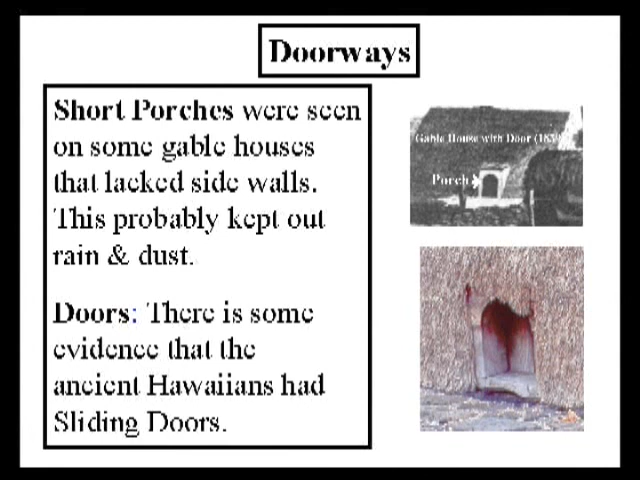 Doorways
Short Porches were seen
on some gable houses
that lacked side walls.
This probably kept out
rain & dust.
Doors: There is some
evidence that the
ancient Hawaiians had
Sliding Doors.
Gable House with Door
Porch